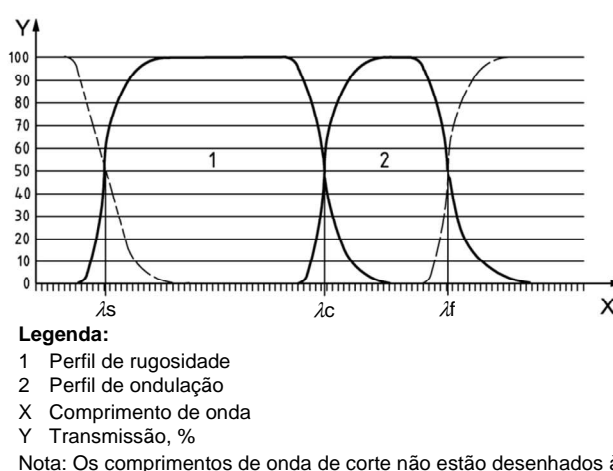 Y
100
90
80
70
60
50
40
30
20
10
0
1
2
λs
λc
λf
X
Legenda:
1 Perfil de rugosidade
2 Perfil de ondulação
X Comprimento de onda
Y Transmissão, %
Nota: Os comprimentos de onda de corte não estão desenhados à